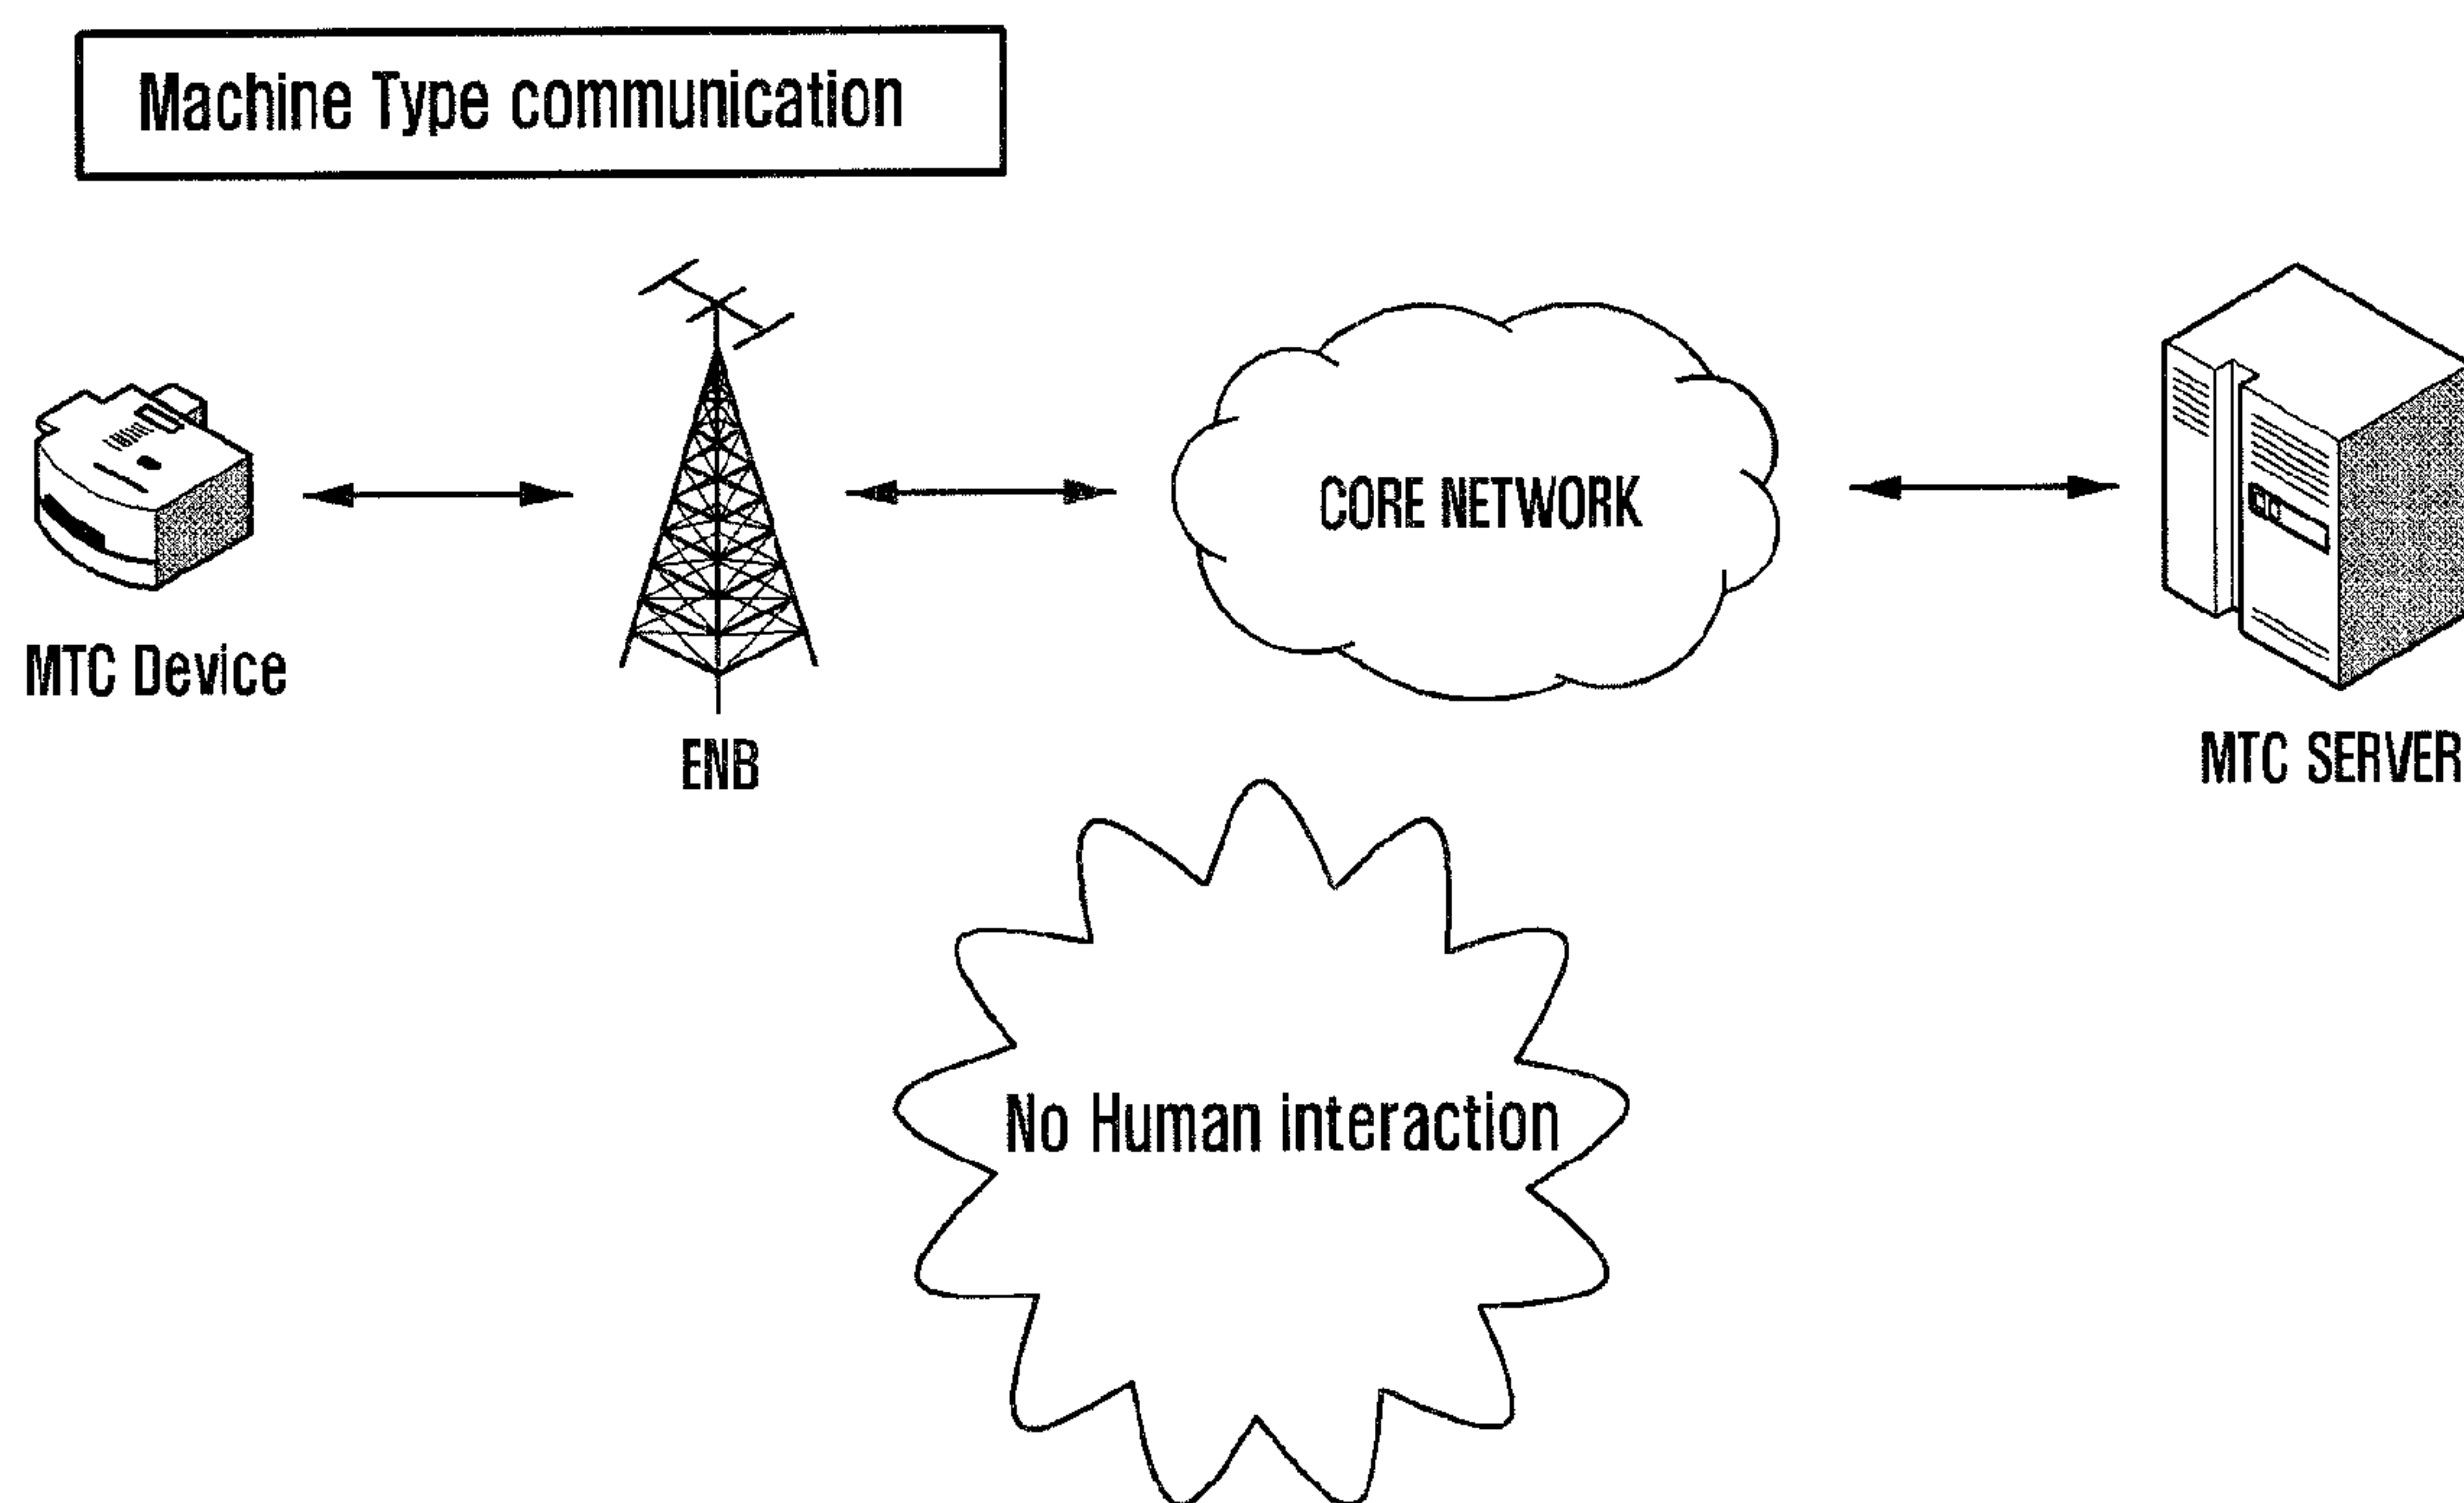 Machine Type communication
CORE NETWORK
MTC Device
ENB
MTC SERVER
No Human interaction